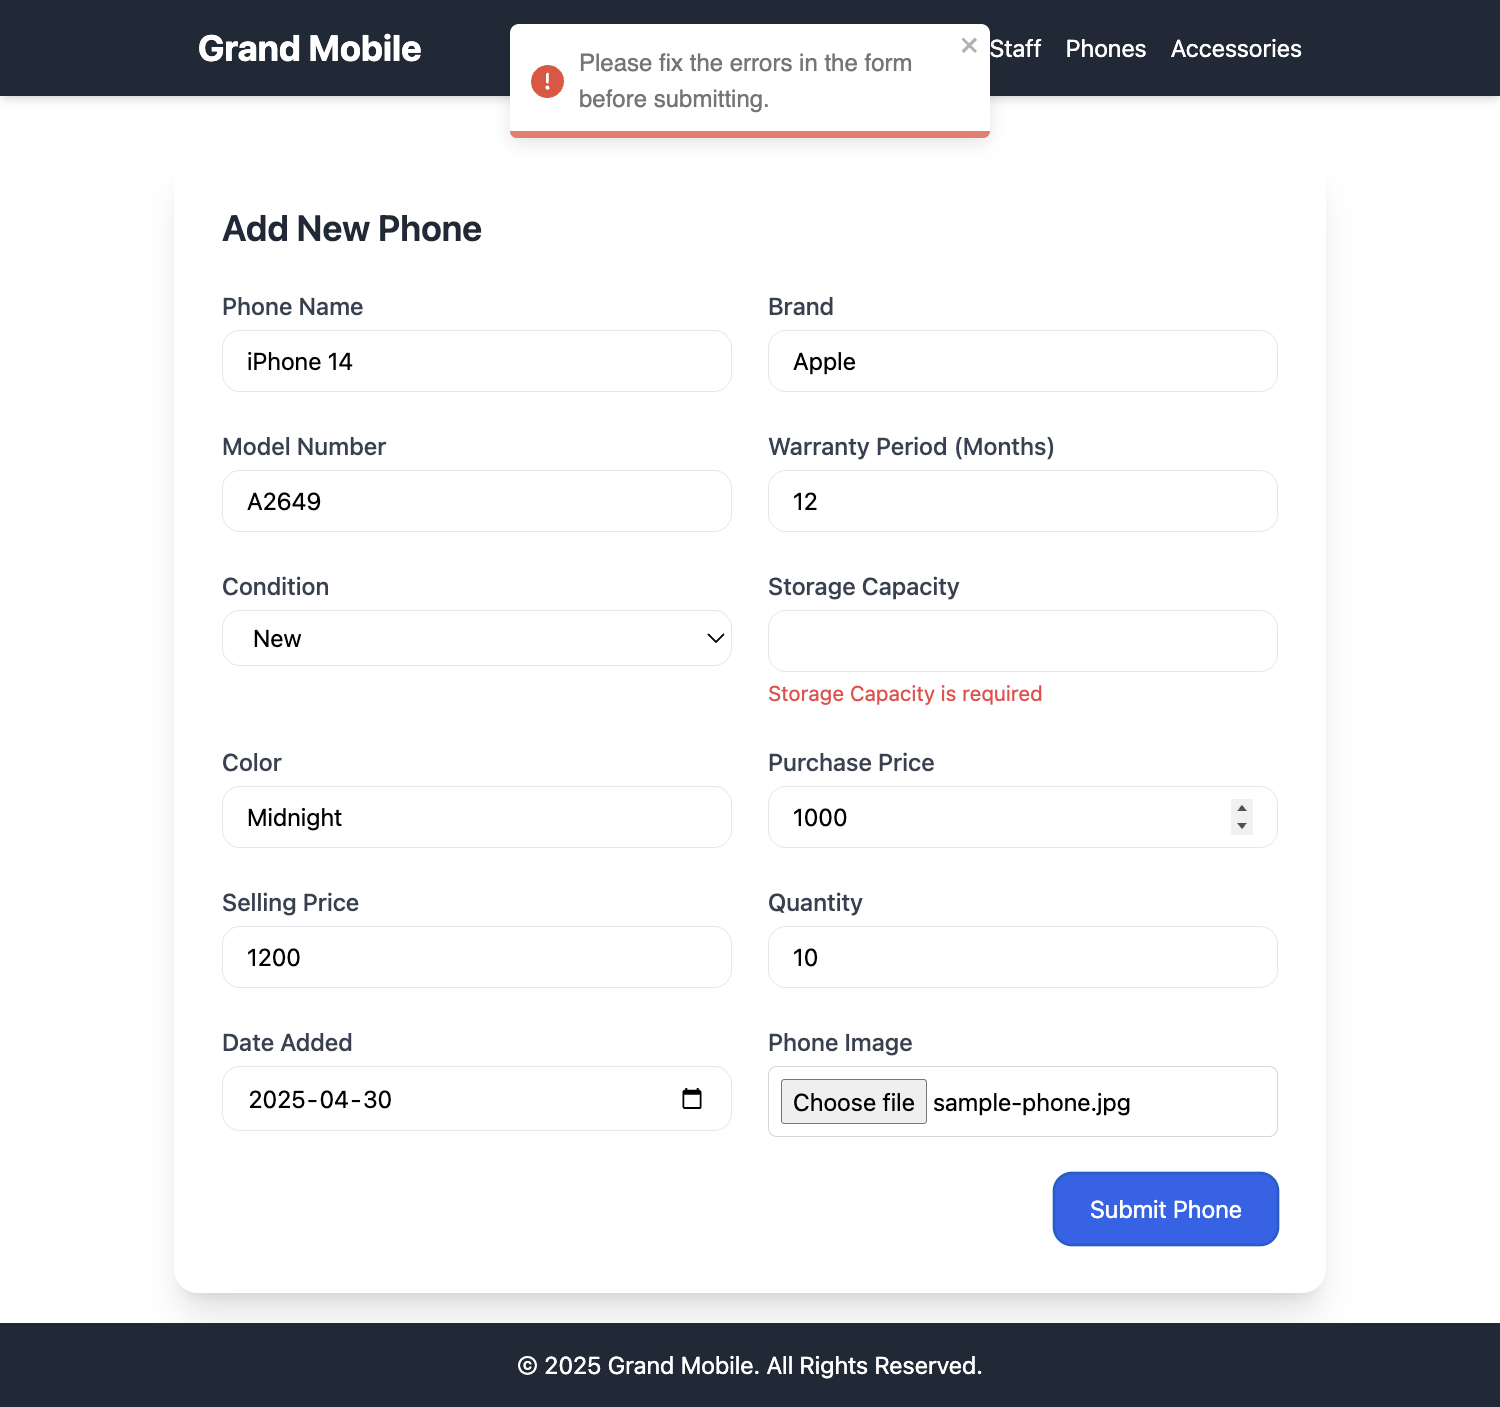 Grand Mobile
Please fix the errors in the form
before submitting.
Staff
Phones
Accessories
Add New Phone
Phone Name
Brand
iPhone 14
Apple
Model Number
Warranty Period (Months)
A2649
12
Condition
Storage Capacity
New
Storage Capacity is required
Color
Purchase Price
Midnight
1000
Selling Price
Quantity
1200
10
Date Added
Phone Image
2025-04-30
Choose file sample-phone.jpg
Submit Phone
© 2025 Grand Mobile. All Rights Reserved.